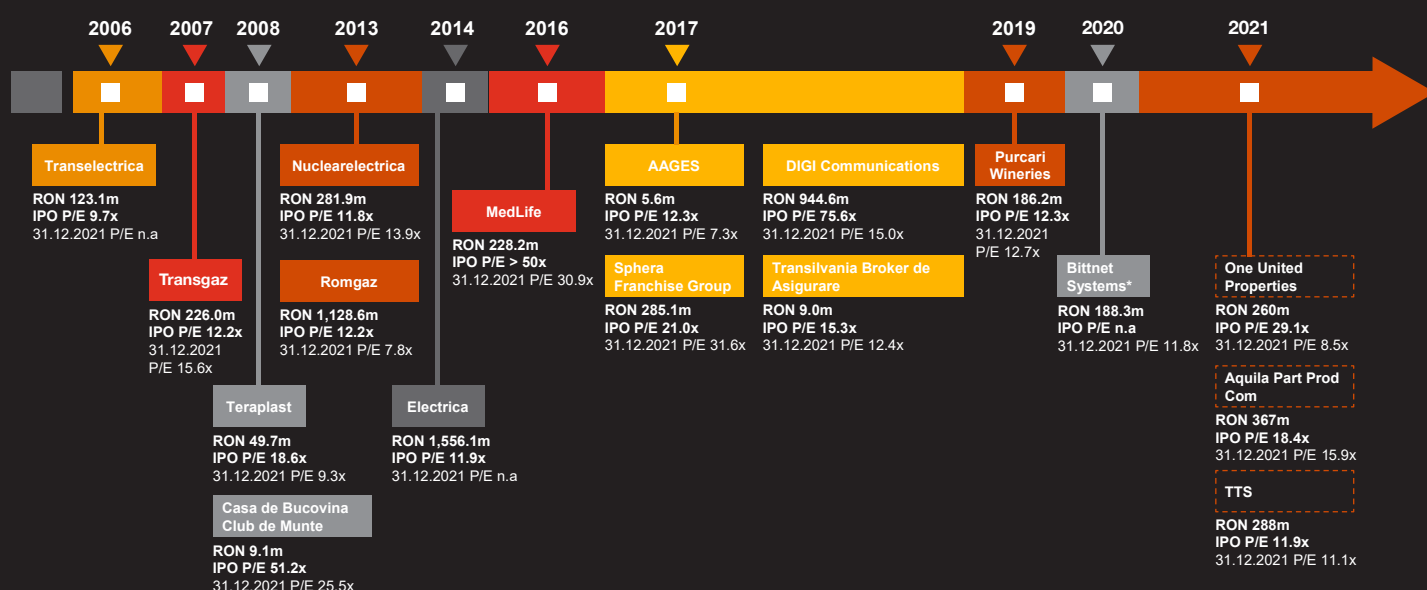 2006
2007
2008
2013
2014
2016
2017
2019
2020
2021
Transelectrica
RON 123.1m
IPO P/E 9.7x
31.12.2021 P/E n.a
Transgaz
RON 226.0m
IPO P/E 12.2x
31.12.2021
P/E 15.6x
Teraplast
RON 49.7m
IPO P/E 18.6x
31.12.2021 P/E 9.3x
Casa de Bucovina
Club de Munte
RON 9.1m
IPO P/E 51.2x
31.12.2021 P/E 25.5x
Nuclearelectrica
RON 281.9m
IPO P/E 11.8x
31.12.2021 P/E 13.9x
Romgaz
RON 1,128.6m
IPO P/E 12.2x
31.12.2021 P/E 7.8x
Electrica
RON 1,556.1m
IPO P/E 11.9x
31.12.2021 P/E n.a
MedLife
RON 228.2m
IPO P/E > 50x
31.12.2021 P/E 30.9x
AAGES
RON 5.6m
IPO P/E 12.3x
31.12.2021 P/E 7.3x
Sphera
Franchise Group
RON 285.1m
IPO P/E 21.0x
31.12.2021 P/E 31.6x
DIGI Communications
RON 944.6m
IPO P/E 75.6x
31.12.2021 P/E 15.0x
Transilvania Broker de
Asigurare
RON 9.0m
IPO P/E 15.3x
31.12.2021 P/E 12.4x
Purcari
Wineries
RON 186.2m
IPO P/E 12.3x
31.12.2021
P/E 12.7x
Bittnet
Systems*
RON 188.3m
IPO P/E n.a
31.12.2021 P/E 11.8x
One United
Properties
RON 260m
IPO P/E 29.1x
31.12.2021 P/E 8.5x
Aquila Part Prod
Com
RON 367m
IPO P/E 18.4x
31.12.2021 P/E 15.9x
TTS
RON 288m
IPO P/E 11.9x
31.12.2021 P/E 11.1x